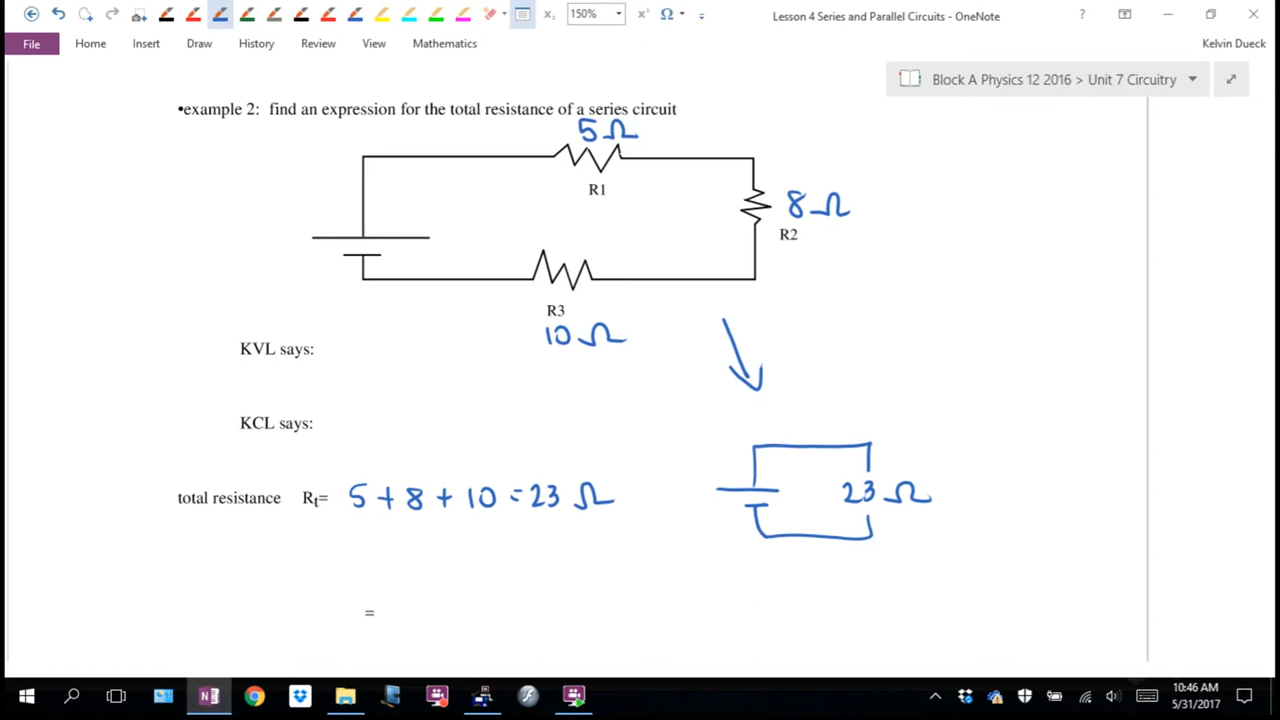 150%
Lesson 4 Series and Parallel Circuits - OneNote
File Home Insert Draw History Review View Mathematics
Kelvin Dueck
Block A Physics 12 2016 > Unit 7 Circuitry
•example 2: find an expression for the total resistance of a series circuit
5 Ω
R1
8 Ω
R2
R3
10 Ω
KVL says:
KCL says:
total resistance Rt= 5 + 8 + 10 = 23 Ω
23 Ω
=
10:46 AM
5/31/2017